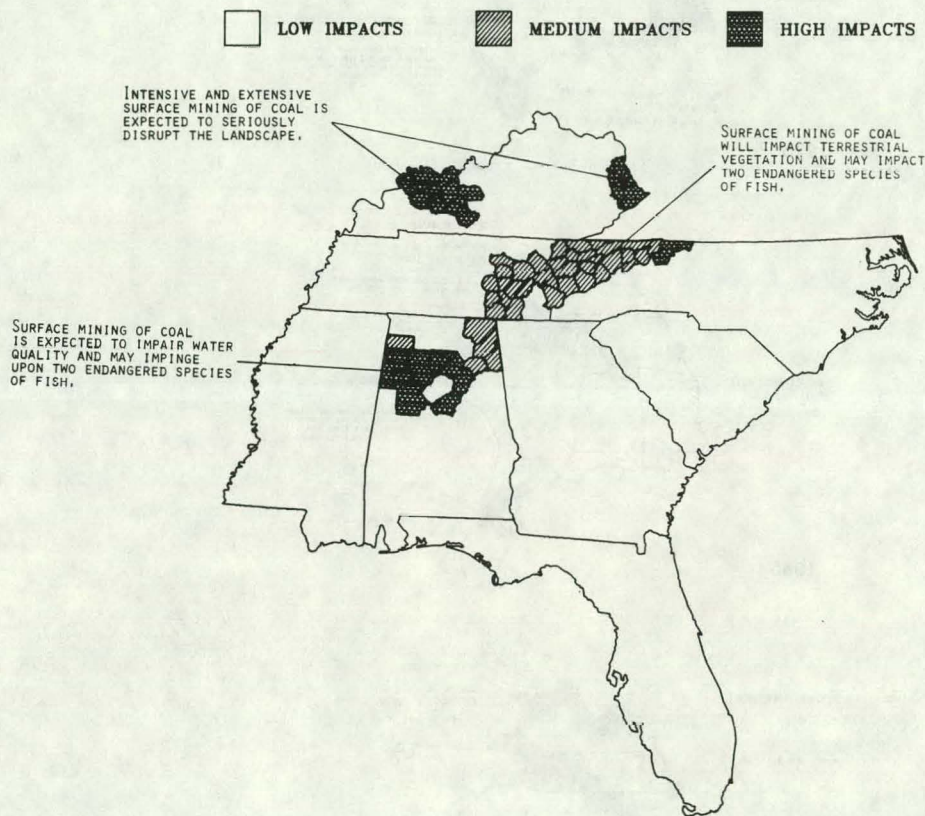 LOW IMPACTS
MEDIUM IMPACTS
HIGH IMPACTS
INTENSIVE AND EXTENSIVE
SURFACE MINING OF COAL IS
EXPECTED TO SERIOUSLY
DISRUPT THE LANDSCAPE.
SURFACE MINING OF COAL
WILL IMPACT TERRESTRIAL
VEGETATION AND MAY IMPACT
TWO ENDANGERED SPECIES
OF FISH.
SURFACE MINING OF COAL
IS EXPECTED TO IMPAIR WATER
QUALITY AND MAY IMPINGE
UPON TWO ENDANGERED SPECIES
OF FISH.